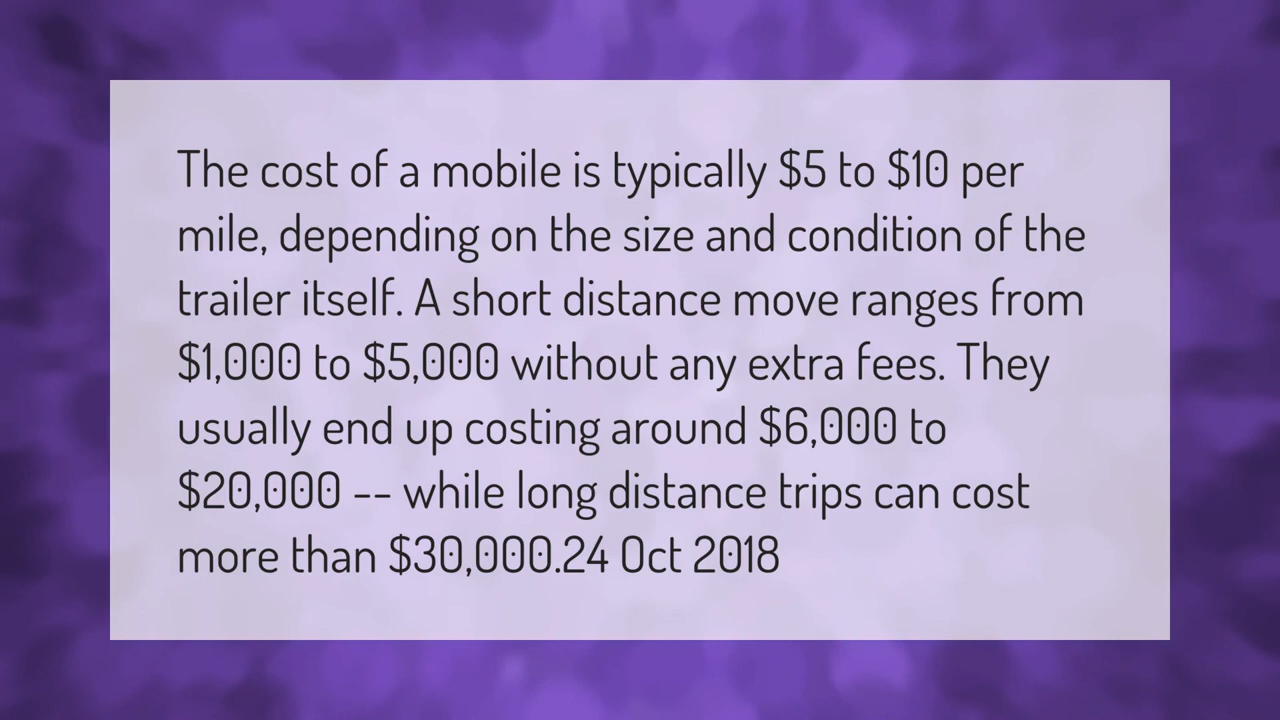 The cost of a mobile is typically $5 to $10 per
mile, depending on the size and condition of the
trailer itself. A short distance move ranges from
$1,000 to $5,000 without any extra fees. They
usually end up costing around $6,000 to
$20,000 -- while long distance trips can cost
more than $30,000.24 Oct 2018